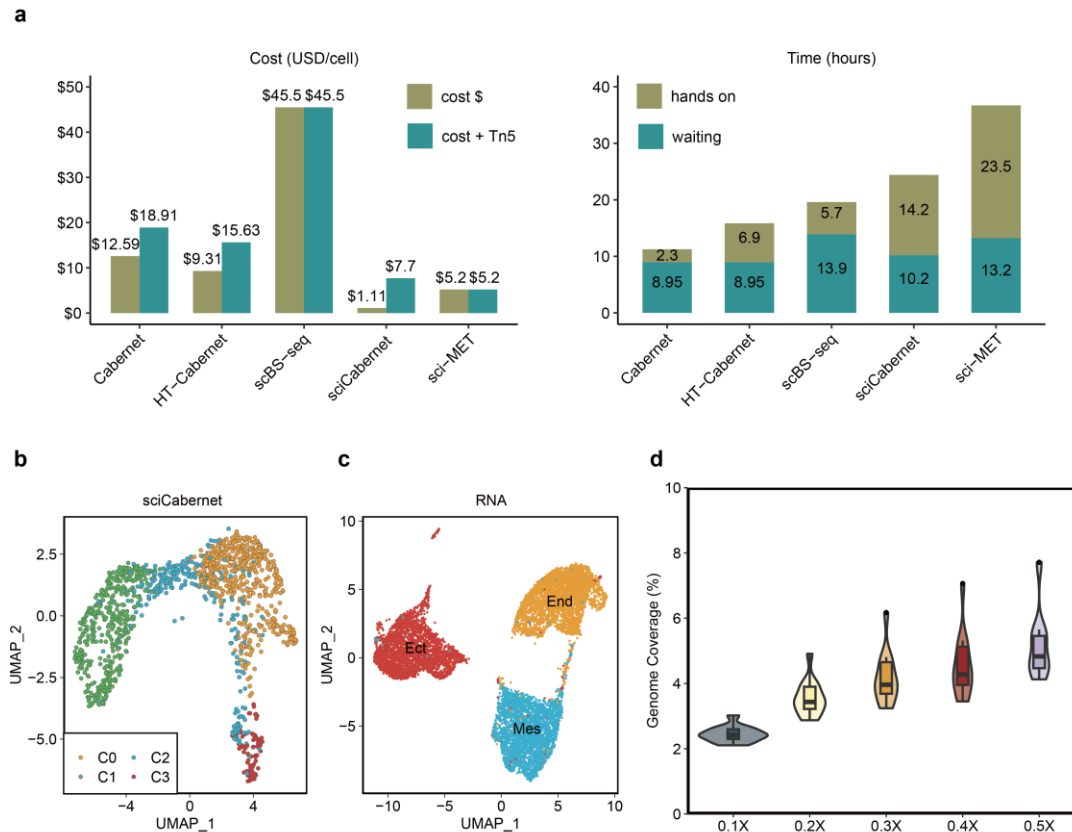 a
Cost (USD/cell)
$50
$40
$30
$20
$10
$0
$12.59
$18.91
$9.31
$15.63
$45.5
$45.5
$1.11
$7.7
$5.2
$5.2
cost $
cost + Tn5
Cabernet
HT−Cabernet
scBS−seq
sciCabernet
sci−MET
Time (hours)
40
30
20
10
0
hands on
waiting
2.3
8.95
6.9
8.95
5.7
13.9
14.2
10.2
23.5
13.2
Cabernet
HT−Cabernet
scBS−seq
sciCabernet
sci−MET
b
sciCabernet
UMAP_2
2.5
0.0
−2.5
−5.0
C0
C2
C1
C3
−4
0
4
UMAP_1
c
RNA
UMAP_2
10
5
0
−5
End
Ect
Mes
−10
−5
0
5
10
UMAP_1
d
Genome Coverage (%)
10
8
6
4
2
0
0.1X
0.2X
0.3X
0.4X
0.5X